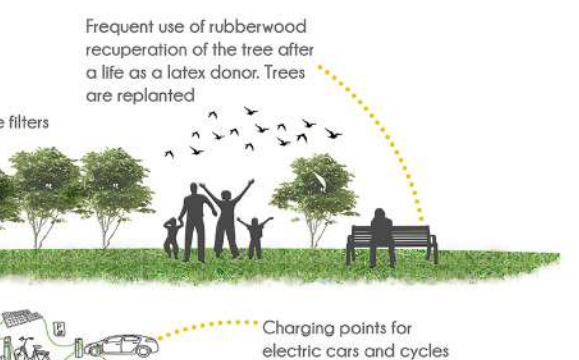 Frequent use of rubberwood
recuperation of the tree after
a life as a latex donor. Trees
are replanted
filters
P
Charging points for
electric cars and cycles